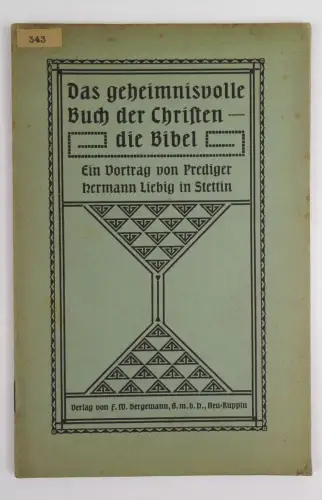 343
Das geheimnisvolle
Buch der Christen —
die Bibel
Ein Vortrag von Prediger
Hermann Liebig in Stettin
Verlag von F. W. Bergemann, G. m. b. H., Neu-Ruppin